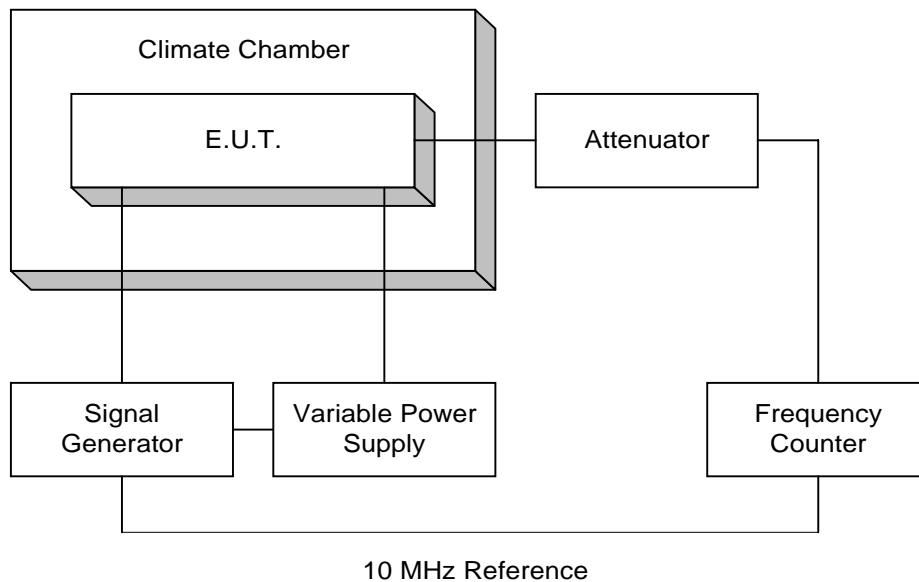 Climate Chamber
E.U.T.
Attenuator
Signal
Generator
Variable Power
Supply
Frequency
Counter
10 MHz Reference